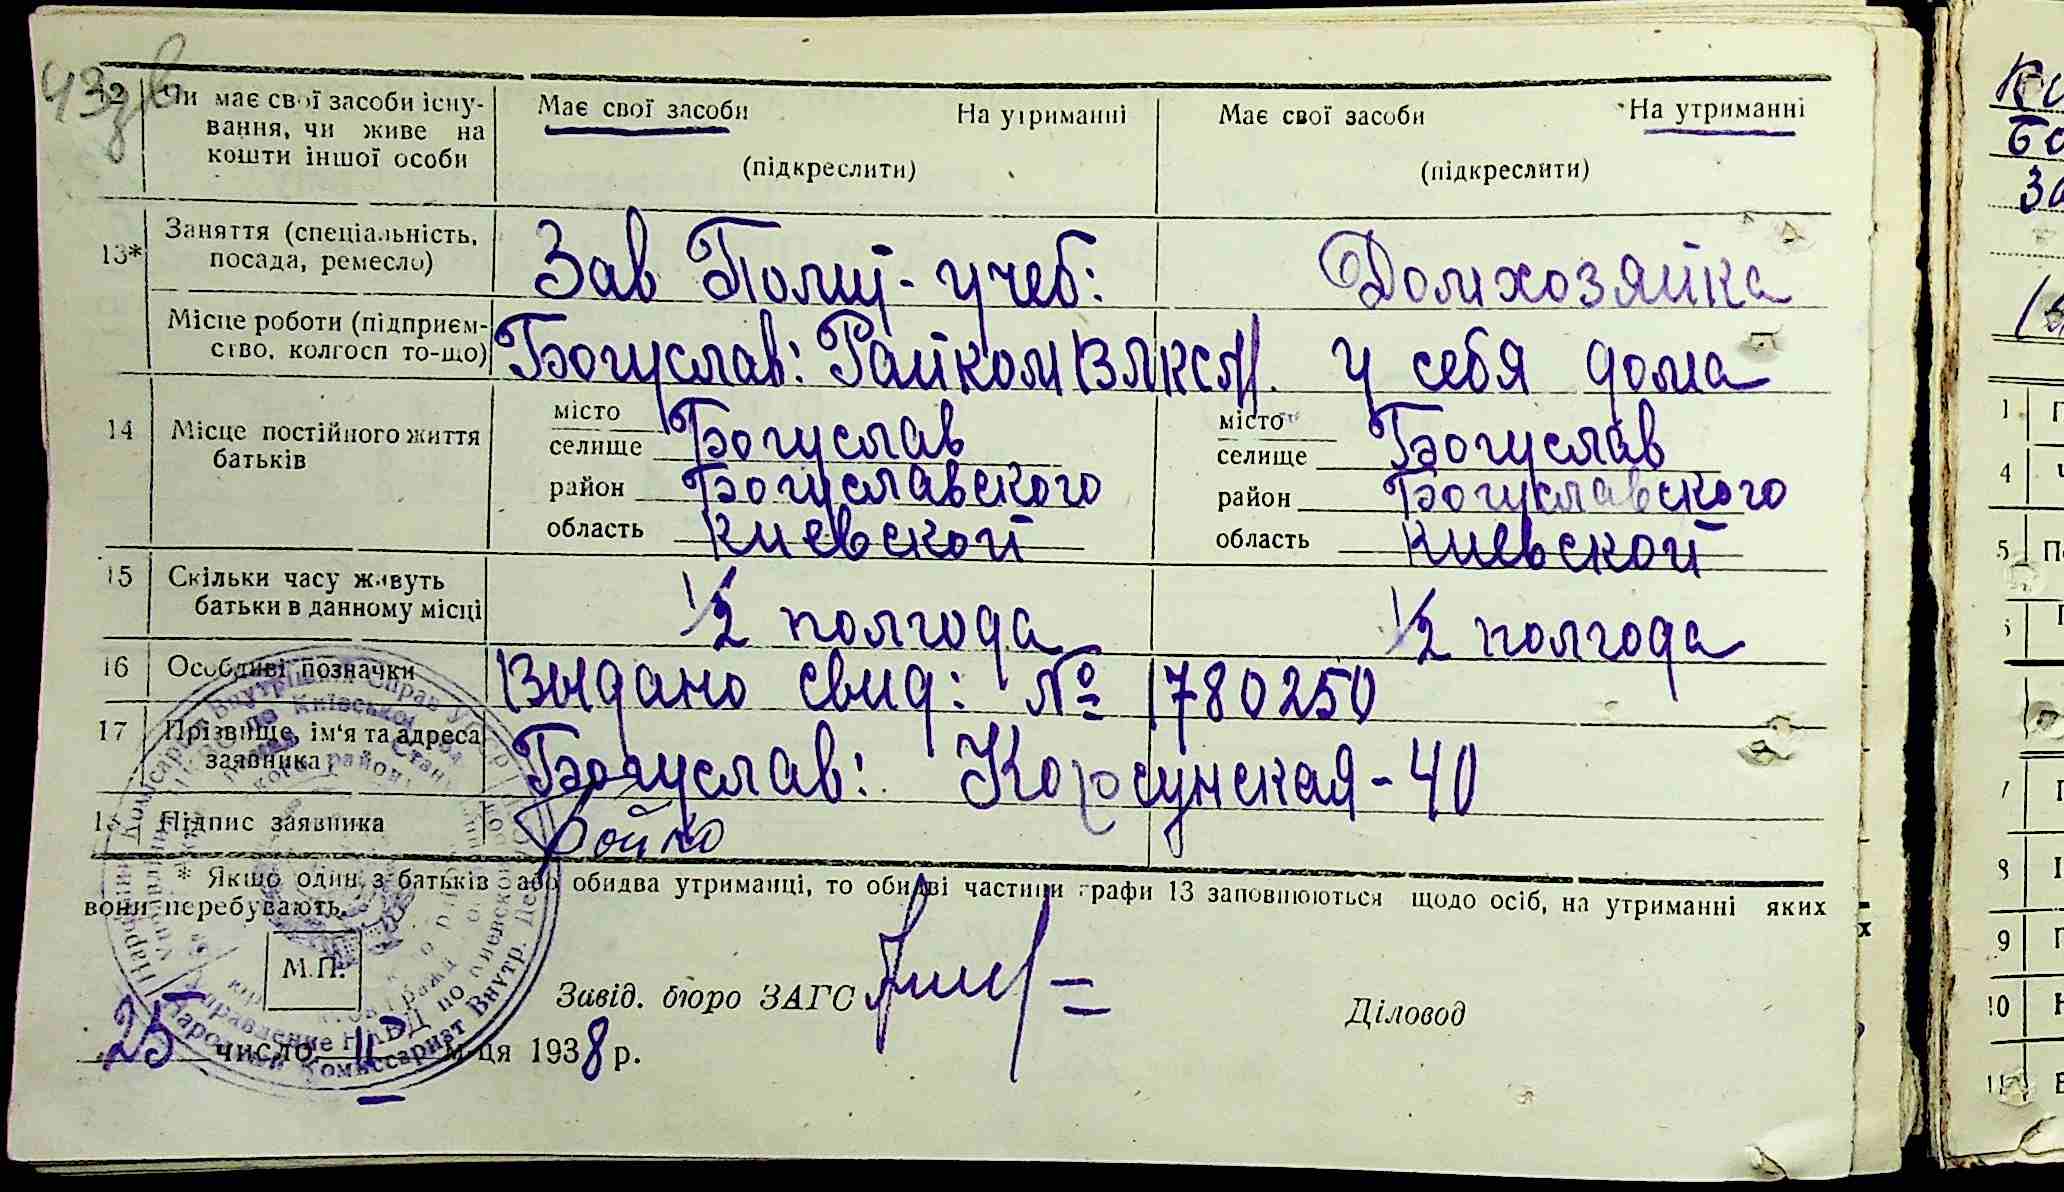 43 зв
12 Чи має свої засоби існування, чи живе на кошти іншої особи
Має свої засоби На утриманні Має свої засоби На утриманні
(підкреслити) (підкреслити)
13* Заняття (спеціальність, посада, ремесло)
Зав Полит-учеб: Домхозяйка
Місце роботи (підприємство, колгосп то-що)
Богуслав: Райком ВЛКСМ. у себя дома
14 Місце постійного життя батьків
місто місто
селище Богуслав селище Богуслав
район Богуславского район Богуславского
область Киевской область Киевской
15 Скільки часу живуть батьки в данному місці
1/2 полгода 1/2 полгода
16 Особливі позначки Выдано свид: № 1780250
17 Прізвище, ім'я та адреса заявника
Богуслав: Корсунская-40
Підпис заявника Бойко
* Якщо один з батьків або обидва утриманці, то обидві частини графи 13 заповнюються щодо осіб, на утриманні яких
вони перебувають.
М.П.
Завід. бюро ЗАГС Діловод
25 число II м-ця 1938 р.